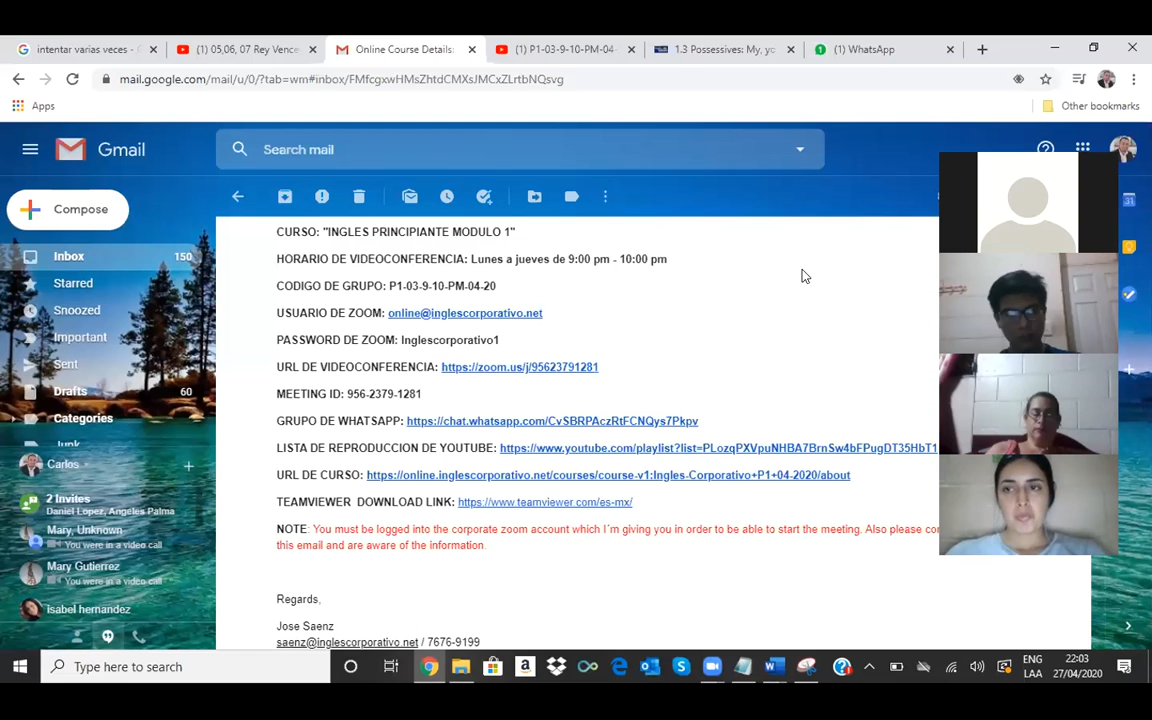 intentar varias veces -
(1) 05,06, 07 Rey Vence
Online Course Details:
(1) P1-03-9-10-PM-04-
1.3 Possessives: My, yo
(1) WhatsApp
mail.google.com/mail/u/0/?tab=wm#inbox/FMfcgxwHMsZhtdCMXsJMCxZLrtbNQsvg
Apps
Other bookmarks
Gmail
Search mail
Compose
Inbox 150
Starred
Snoozed
Important
Sent
Drafts 60
Categories
Junk
Carlos
2 Invites
Daniel Lopez, Angeles Palma
Mary, Unknown
You were in a video call
Mary Gutierrez
You were in a video call
isabel hernandez
CURSO: "INGLES PRINCIPIANTE MODULO 1"
HORARIO DE VIDEOCONFERENCIA: Lunes a jueves de 9:00 pm - 10:00 pm
CODIGO DE GRUPO: P1-03-9-10-PM-04-20
USUARIO DE ZOOM: online@inglescorporativo.net
PASSWORD DE ZOOM: Inglescorporativo1
URL DE VIDEOCONFERENCIA: https://zoom.us/j/95623791281
MEETING ID: 956-2379-1281
GRUPO DE WHATSAPP: https://chat.whatsapp.com/CvSBRPAczRtFCNQys7Pkpv
LISTA DE REPRODUCCION DE YOUTUBE: https://www.youtube.com/playlist?list=PLozqPXVpuNHBA7BrnSw4bFPugDT35HbT1
URL DE CURSO: https://online.inglescorporativo.net/courses/course-v1:Ingles-Corporativo+P1+04-2020/about
TEAMVIEWER DOWNLOAD LINK: https://www.teamviewer.com/es-mx/
NOTE: You must be logged into the corporate zoom account which I´m giving you in order to be able to start the meeting. Also please con
this email and are aware of the information.
Regards,
Jose Saenz
saenz@inglescorporativo.net / 7676-9199
31
Type here to search
ENG
LAA
22:03
27/04/2020